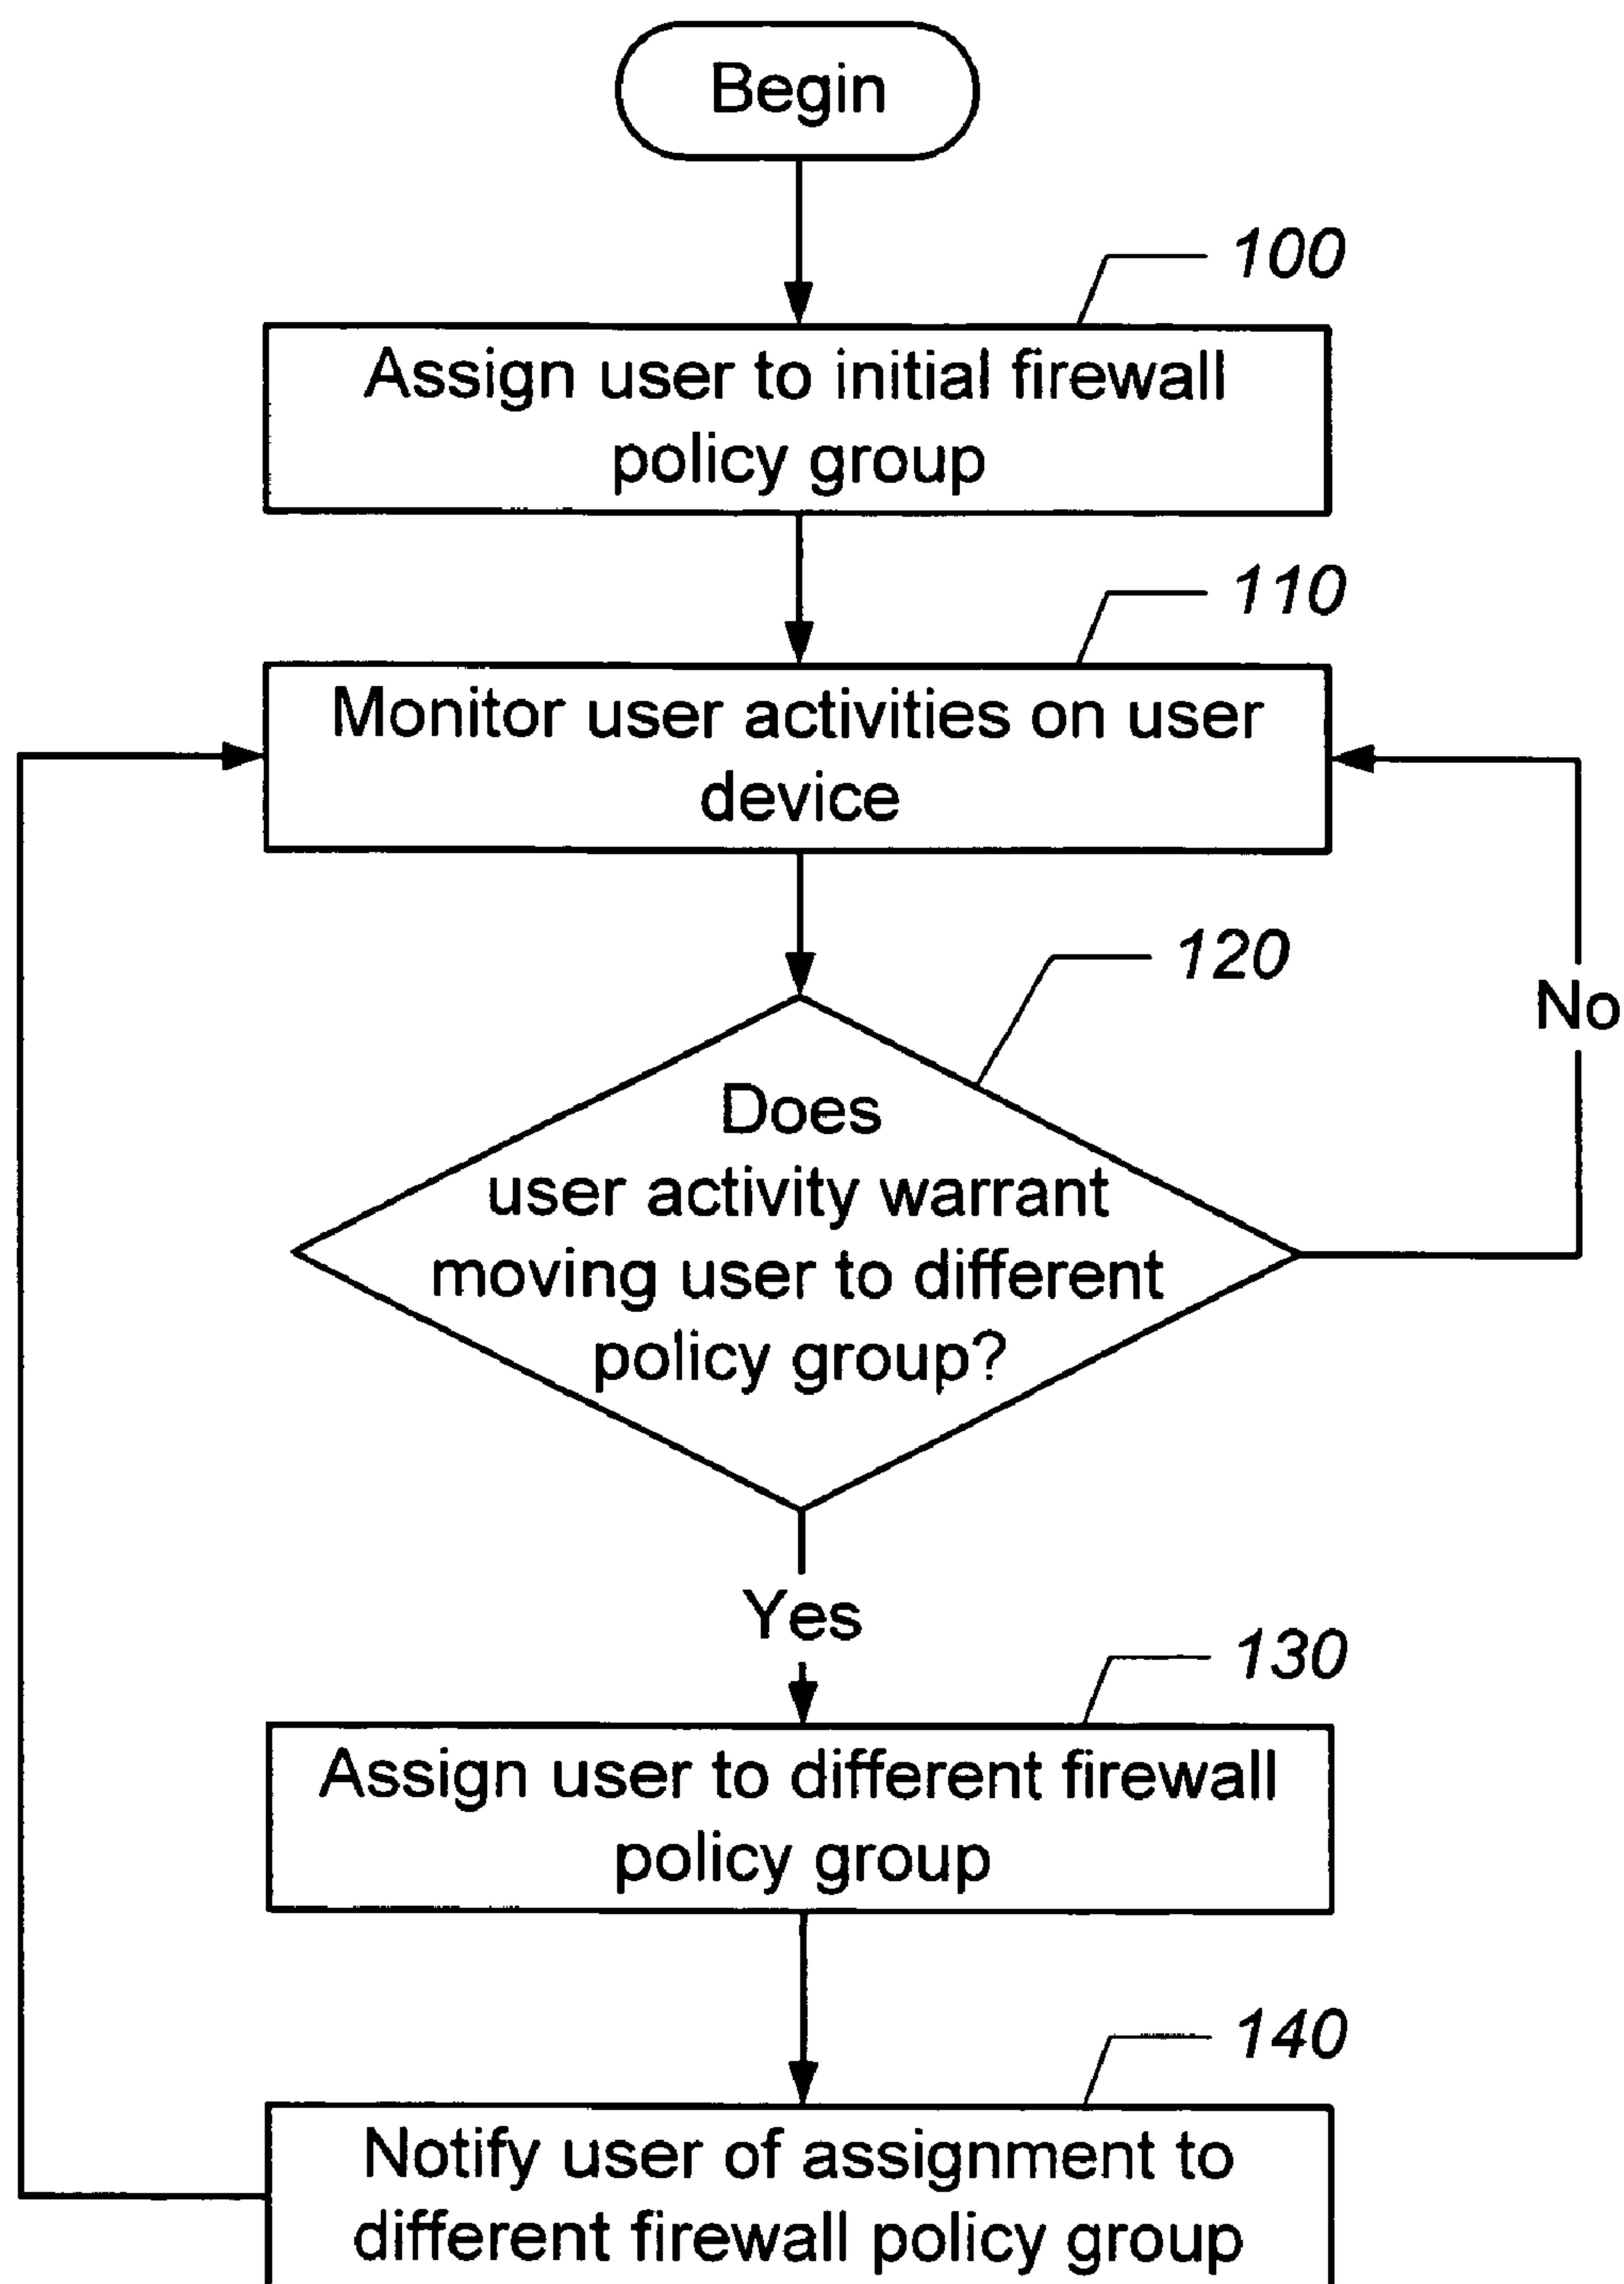 Begin
100
Assign user to initial firewall
policy group
110
Monitor user activities on user
device
120
No
Does
user activity warrant
moving user to different
policy group?
Yes
130
Assign user to different firewall
policy group
140
Notify user of assignment to
different firewall policy group